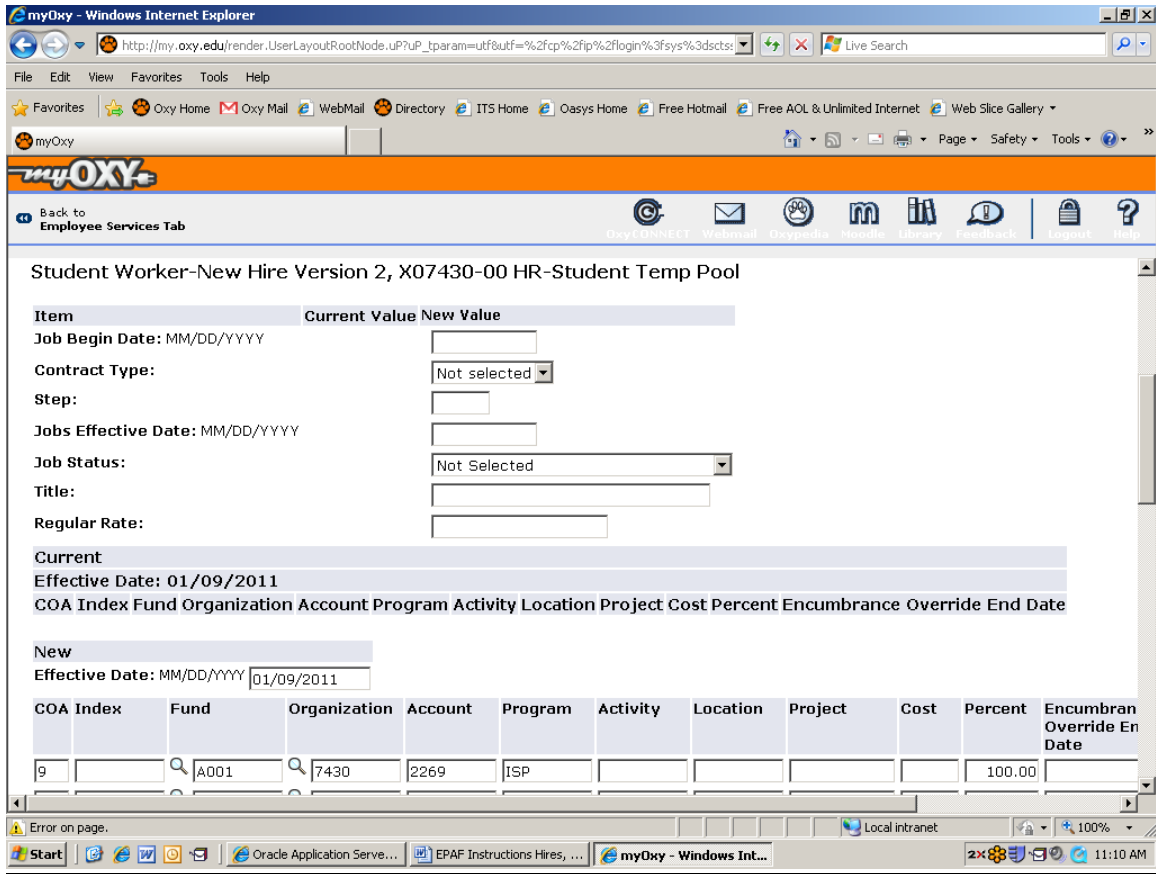 myOxy - Windows Internet Explorer
http://my.oxy.edu/render.UserLayoutRootNode.uP?uP_tparam=utf&utf=%2fcp%2fip%2flogin%3fsys%3dscts:
Live Search
File Edit View Favorites Tools Help
Favorites Oxy Home Oxy Mail WebMail Directory ITS Home Oasys Home Free Hotmail Free AOL & Unlimited Internet Web Slice Gallery
myOxy Page Safety Tools »
myOXY
Back to
Employee Services Tab
OxyCONNECT Webmail Oxypedia Moodle Library Feedback Logout Help
Student Worker-New Hire Version 2, X07430-00 HR-Student Temp Pool
Item Current Value New Value
Job Begin Date: MM/DD/YYYY
Contract Type: Not selected
Step:
Jobs Effective Date: MM/DD/YYYY
Job Status: Not Selected
Title:
Regular Rate:
Current
Effective Date: 01/09/2011
COA Index Fund Organization Account Program Activity Location Project Cost Percent Encumbrance Override End Date
New
Effective Date: MM/DD/YYYY 01/09/2011
COA Index Fund Organization Account Program Activity Location Project Cost Percent Encumbran
Override En
Date
9 A001 7430 2269 ISP 100.00
Error on page. Local intranet 100%
Start Oracle Application Serve... EPAF Instructions Hires, ... myOxy - Windows Int... 2X 11:10 AM